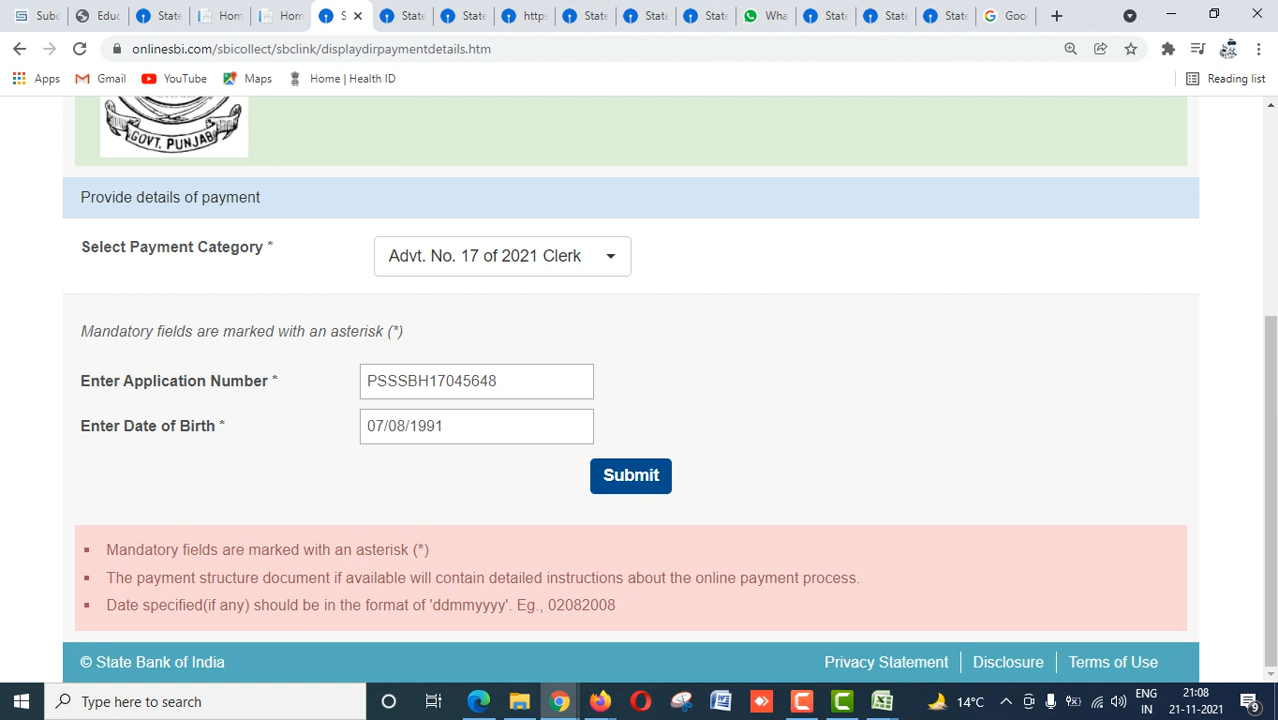 Subc
Educ
State
Hom
Hom
S
State
State
http
State
State
State
Wha
State
State
State
Goo
onlinesbi.com/sbicollect/sbclink/displaydirpaymentdetails.htm
Apps
Gmail
YouTube
Maps
Home | Health ID
Reading list
GOVT. PUNJAB
Provide details of payment
Select Payment Category *
Advt. No. 17 of 2021 Clerk
Mandatory fields are marked with an asterisk (*)
Enter Application Number *
PSSSBH17045648
Enter Date of Birth *
07/08/1991
Submit
Mandatory fields are marked with an asterisk (*)
The payment structure document if available will contain detailed instructions about the online payment process.
Date specified(if any) should be in the format of 'ddmmyyyy'. Eg., 02082008
© State Bank of India
Privacy Statement
Disclosure
Terms of Use
Type here to search
14°C
ENG
IN
21:08
21-11-2021
9